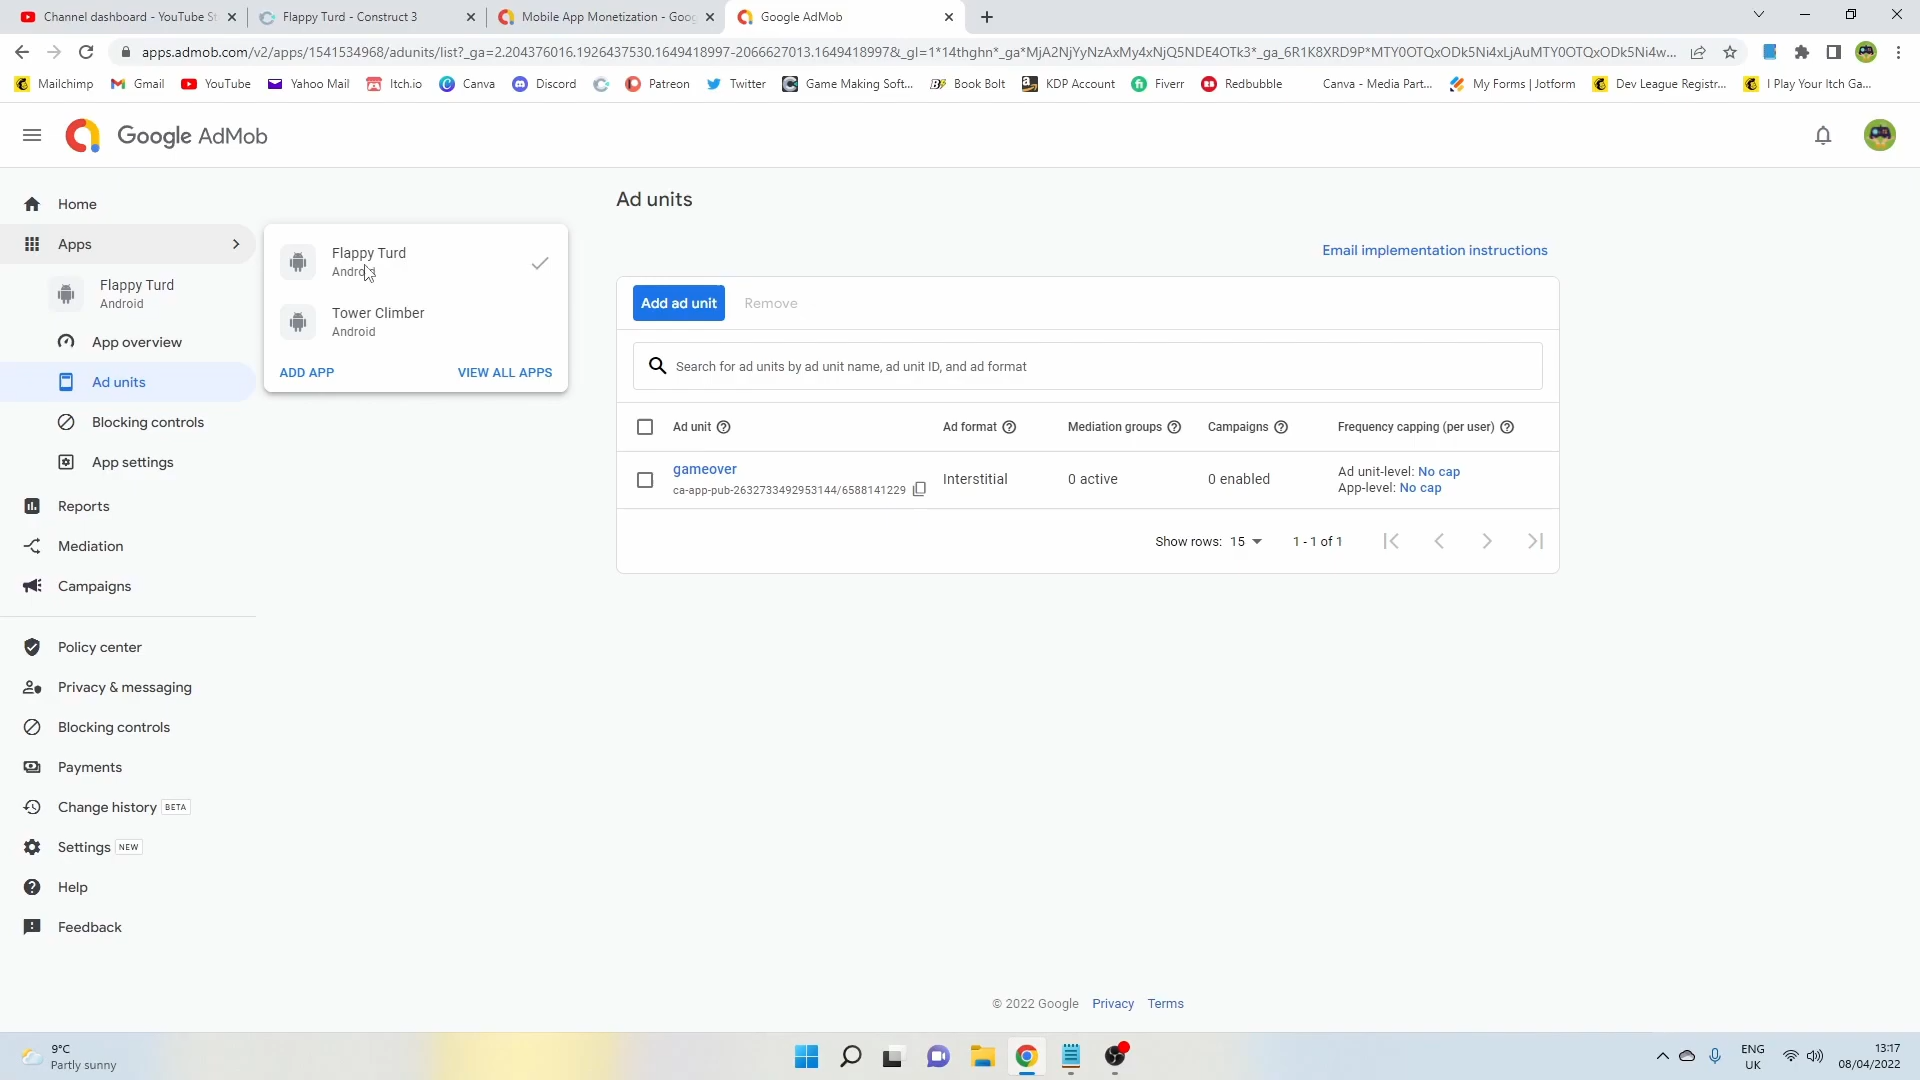 Channel dashboard - YouTube St
Flappy Turd - Construct 3
Mobile App Monetization - Goog
Google AdMob
apps.admob.com/v2/apps/1541534968/adunits/list?_ga=2.204376016.1926437530.1649418997-2066627013.1649418997&_gl=1*14thghn*_ga*MjA2NjYyNzAxMy4xNjQ5NDE4OTk3*_ga_6R1K8XRD9P*MTY0OTQxODk5Ni4xLjAuMTY0OTQxODk5Ni4w...
Mailchimp
Gmail
YouTube
Yahoo Mail
Itch.io
Canva
Discord
Patreon
Twitter
Game Making Soft...
Book Bolt
KDP Account
Fiverr
Redbubble
Canva - Media Part...
My Forms | Jotform
Dev League Registr...
I Play Your Itch Ga...
Google AdMob
Home
Apps
Flappy Turd
Android
App overview
Ad units
Blocking controls
App settings
Reports
Mediation
Campaigns
Policy center
Privacy & messaging
Blocking controls
Payments
Change history BETA
Settings NEW
Help
Feedback
Flappy Turd
Android
Tower Climber
Android
ADD APP
VIEW ALL APPS
Ad units
Email implementation instructions
Add ad unit
Remove
Search for ad units by ad unit name, ad unit ID, and ad format
Ad unit
Ad format
Mediation groups
Campaigns
Frequency capping (per user)
gameover
ca-app-pub-2632733492953144/6588141229
Interstitial
0 active
0 enabled
Ad unit-level: No cap
App-level: No cap
Show rows: 15
1 - 1 of 1
© 2022 Google
Privacy
Terms
9°C
Partly sunny
ENG
UK
13:17
08/04/2022